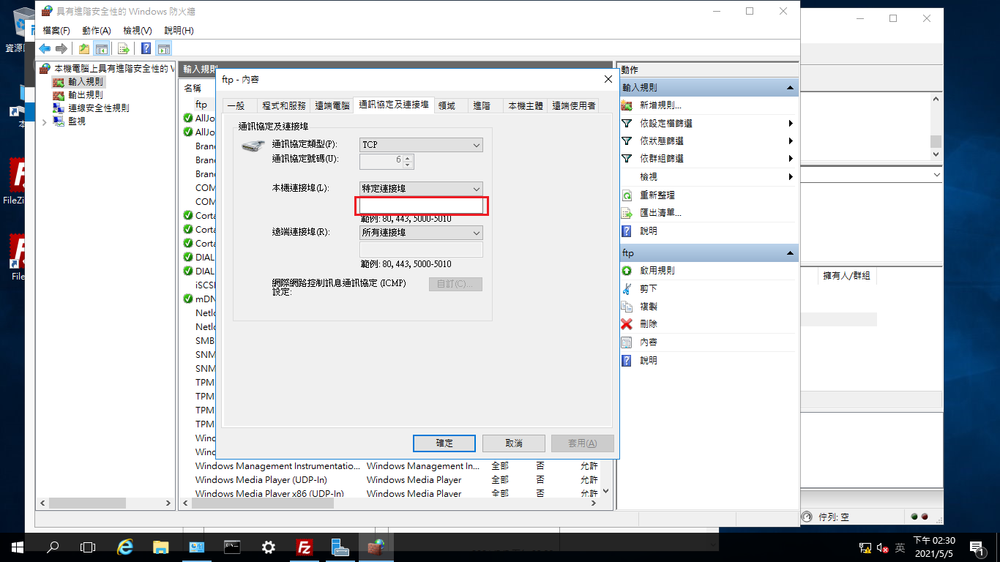 具有進階安全性的 Windows 防火牆
檔案(F) 動作(A) 檢視(V) 說明(H)
本機電腦上具有進階安全性的
輸入規則
輸出規則
連線安全性規則
監視
輸入規則
名稱
ftp
AllJo
AllJo
Bran
Bran
Bran
COM
COM
Corta
Corta
Corta
DIAL
DIAL
iSCSI
mDN
Netlo
Netlo
SMB
SNM
SNM
TPM
TPM
TPM
TPM
Wind
Wind
Windows Management Instrumentatio... Windows Management In... 全部 否 允許
Windows Media Player (UDP-In) Windows Media Player 全部 否 允許
Windows Media Player x86 (UDP-In) Windows Media Player 全部 否 允許
ftp - 內容
一般 程式和服務 遠端電腦 通訊協定及連接埠 領域 進階 本機主體 遠端使用者
通訊協定及連接埠
通訊協定類型(P): TCP
通訊協定號碼(U): 6
本機連接埠(L): 特定連接埠
範例: 80, 443, 5000-5010
遠端連接埠(R): 所有連接埠
範例: 80, 443, 5000-5010
網際網路控制訊息通訊協定 (ICMP)
設定:
自訂(C)...
確定 取消 套用(A)
動作
輸入規則
新增規則...
依設定檔篩選
依狀態篩選
依群組篩選
檢視
重新整理
匯出清單...
說明
ftp
啟用規則
剪下
複製
刪除
內容
說明
擁有人/群組
佇列: 空
資源
本
FileZi
File
英
下午 02:30
2021/5/5
1